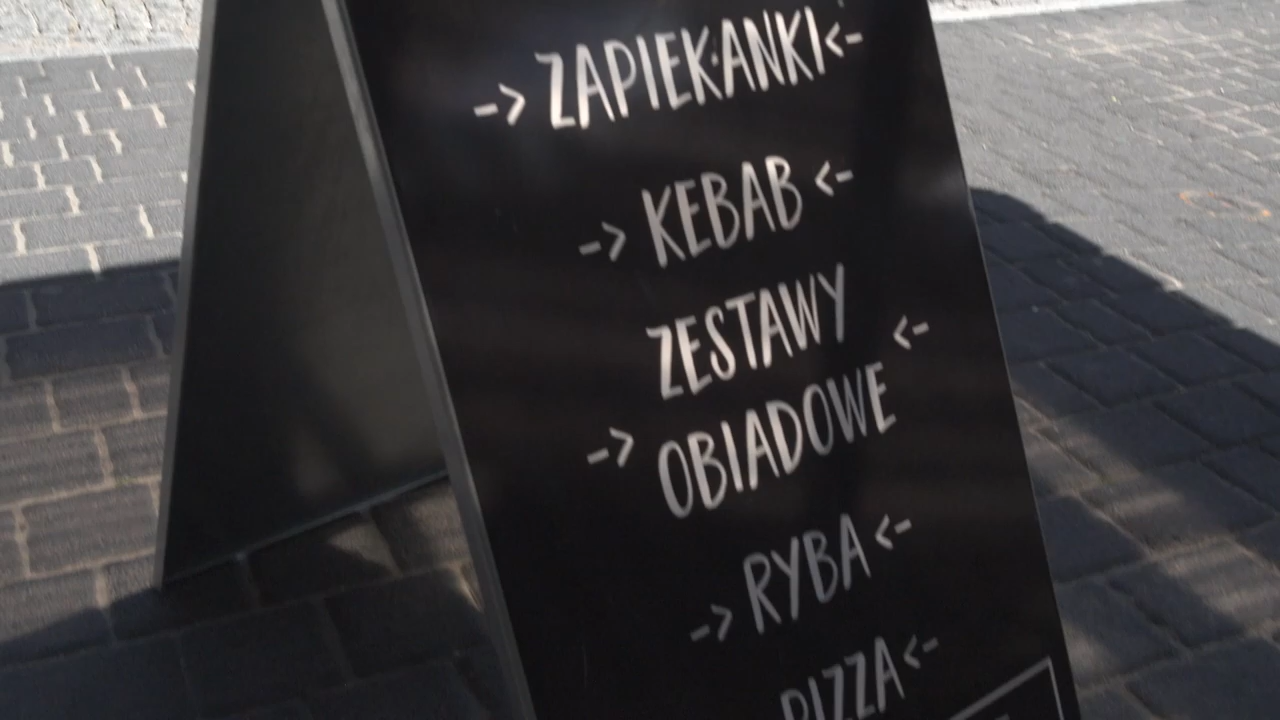 -> ZAPIEKANKI <-
-> KEBAB <-
ZESTAWY <-
-> OBIADOWE
-> RYBA <-
PIZZA <-